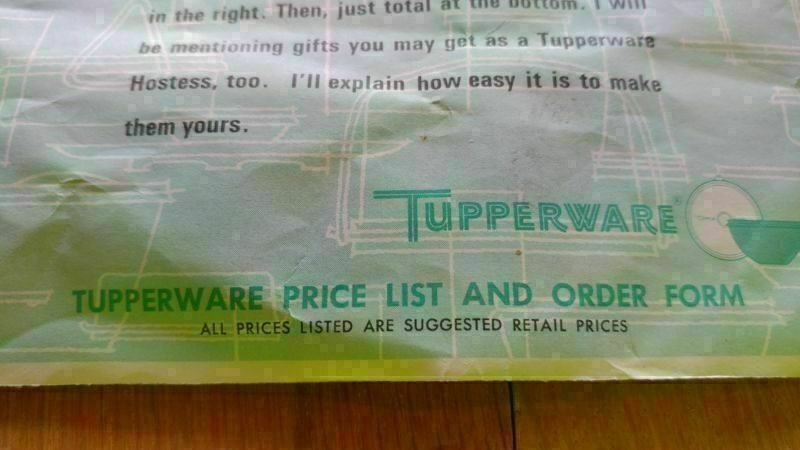 in the right. Then, just total at the bottom. I will
be mentioning gifts you may get as a Tupperware
Hostess, too. I'll explain how easy it is to make
them yours.
TUPPERWARE®
TUPPERWARE PRICE LIST AND ORDER FORM
ALL PRICES LISTED ARE SUGGESTED RETAIL PRICES